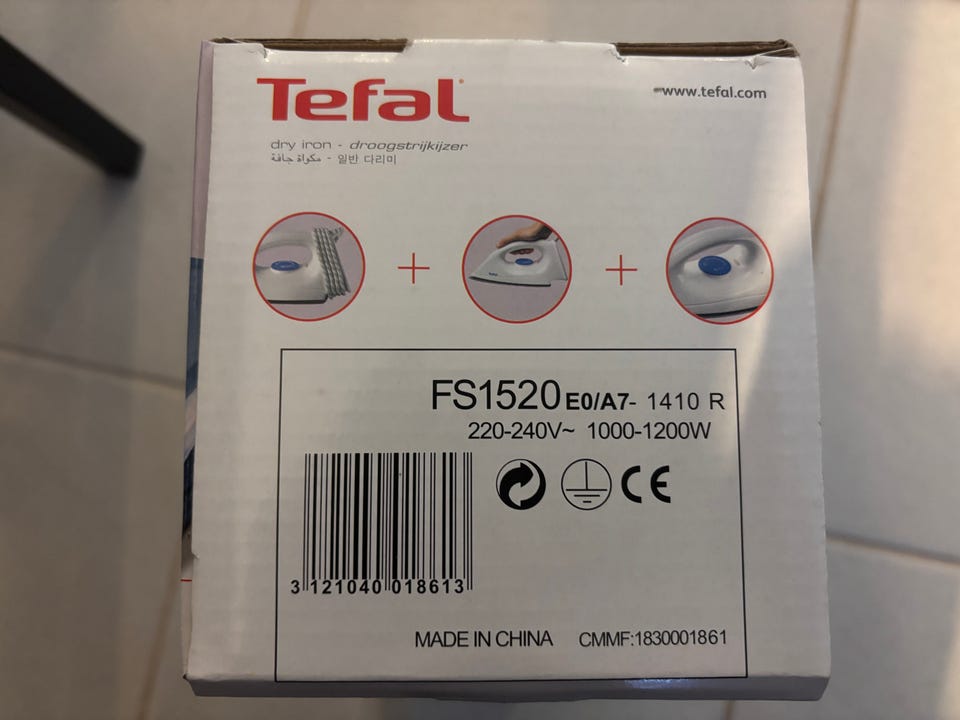 Tefal
www.tefal.com
dry iron - droogstrijkijzer
مكواة جافة - 일반 다리미
FS1520 E0/A7- 1410 R
220-240V~ 1000-1200W
CE
3 121040 018613
MADE IN CHINA CMMF:1830001861